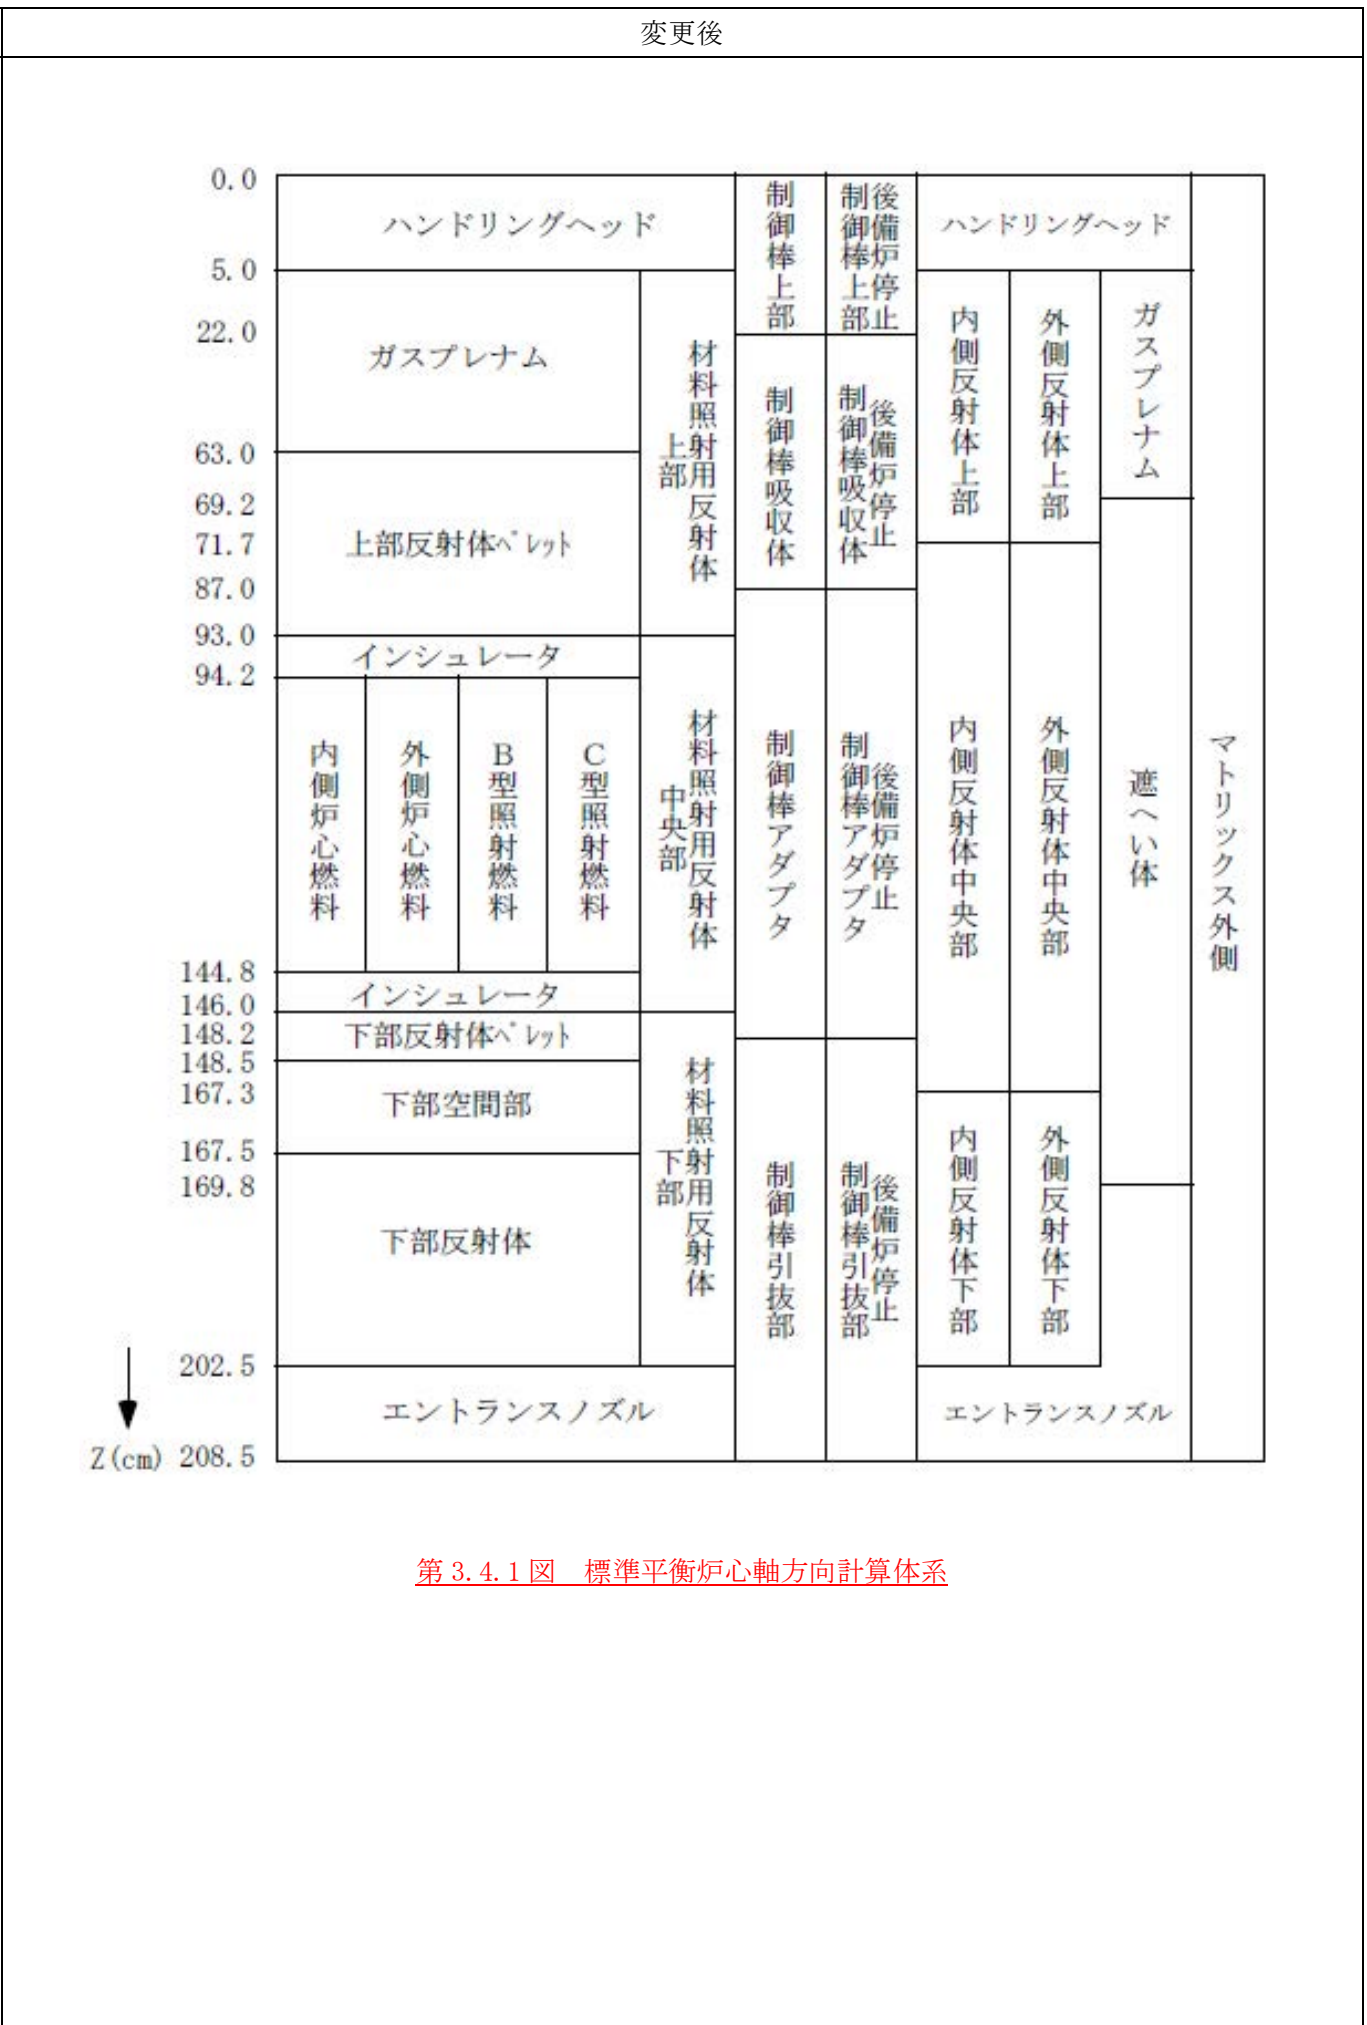 変更後
0.0
5.0
22.0
63.0
69.2
71.7
87.0
93.0
94.2
144.8
146.0
148.2
148.5
167.3
167.5
169.8
202.5
Z(cm) 208.5
ハンドリングヘッド
ガスプレナム
上部反射体ﾍﾟﾚｯﾄ
インシュレータ
内側炉心燃料
外側炉心燃料
B型照射燃料
C型照射燃料
インシュレータ
下部反射体ﾍﾟﾚｯﾄ
下部空間部
下部反射体
エントランスノズル
材料照射用反射体
上部
材料照射用反射体
中央部
材料照射用反射体
下部
制御棒上部
制御棒吸収体
制御棒アダプタ
制御棒引抜部
後備炉停止
制御棒上部
後備炉停止
制御棒吸収体
後備炉停止
制御棒アダプタ
後備炉停止
制御棒引抜部
ハンドリングヘッド
内側反射体上部
内側反射体中央部
内側反射体下部
外側反射体上部
外側反射体中央部
外側反射体下部
ガスプレナム
遮へい体
エントランスノズル
マトリックス外側
第 3.4.1 図　標準平衡炉心軸方向計算体系